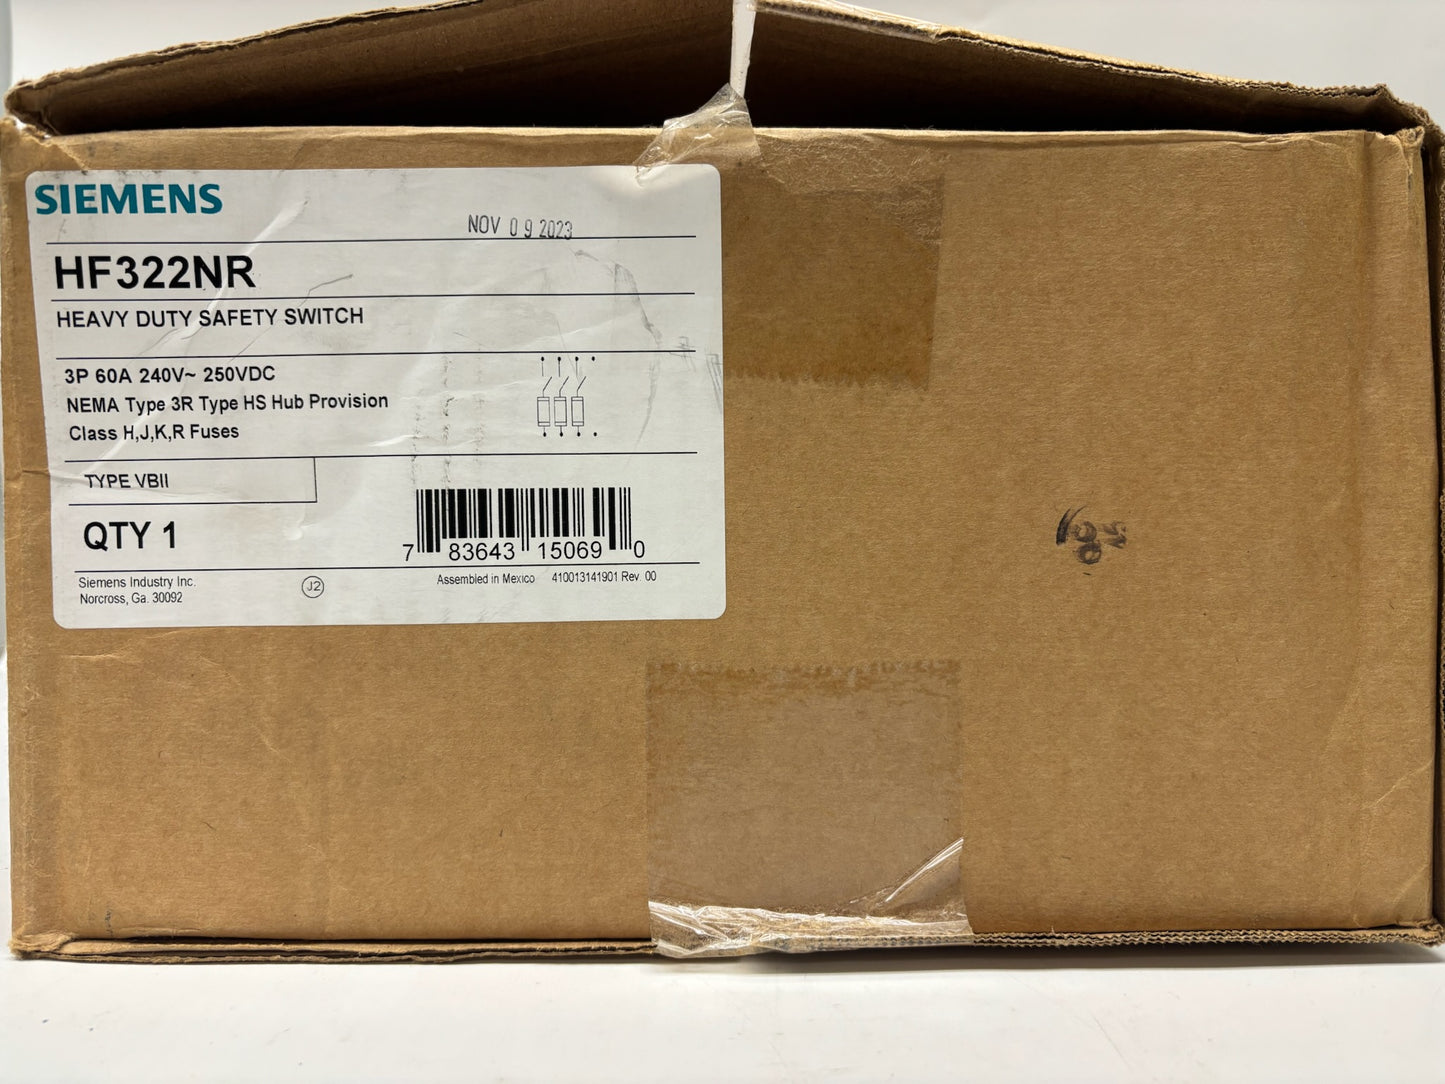 SIEMENS
NOV 09 2023
HF322NR
HEAVY DUTY SAFETY SWITCH
3P 60A 240V~ 250VDC
NEMA Type 3R Type HS Hub Provision
Class H,J,K,R Fuses
TYPE VBII
QTY 1
7 83643 15069 0
Siemens Industry Inc.
Norcross, Ga. 30092
J2
Assembled in Mexico 410013141901 Rev. 00